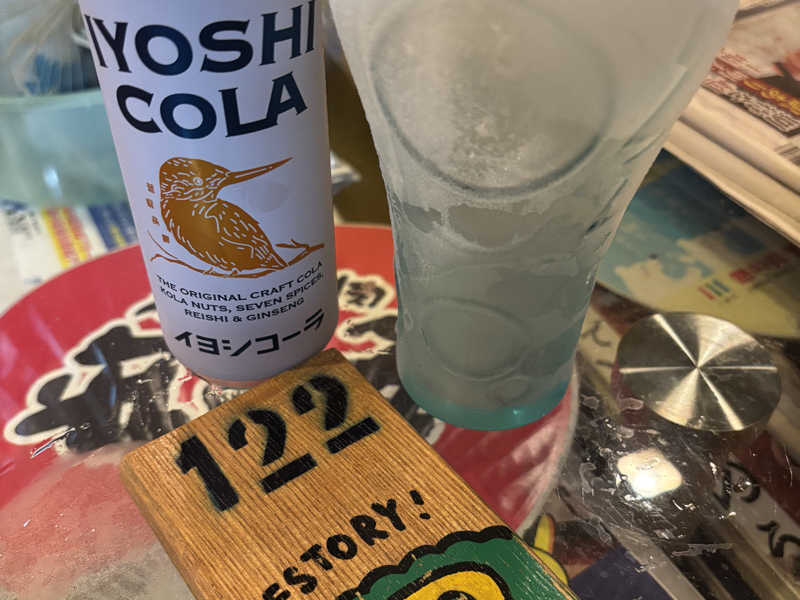 IYOSHI
COLA
THE ORIGINAL CRAFT COLA
KOLA NUTS, SEVEN SPICES,
REISHI & GINSENG
イヨシコーラ
122
ESTORY!